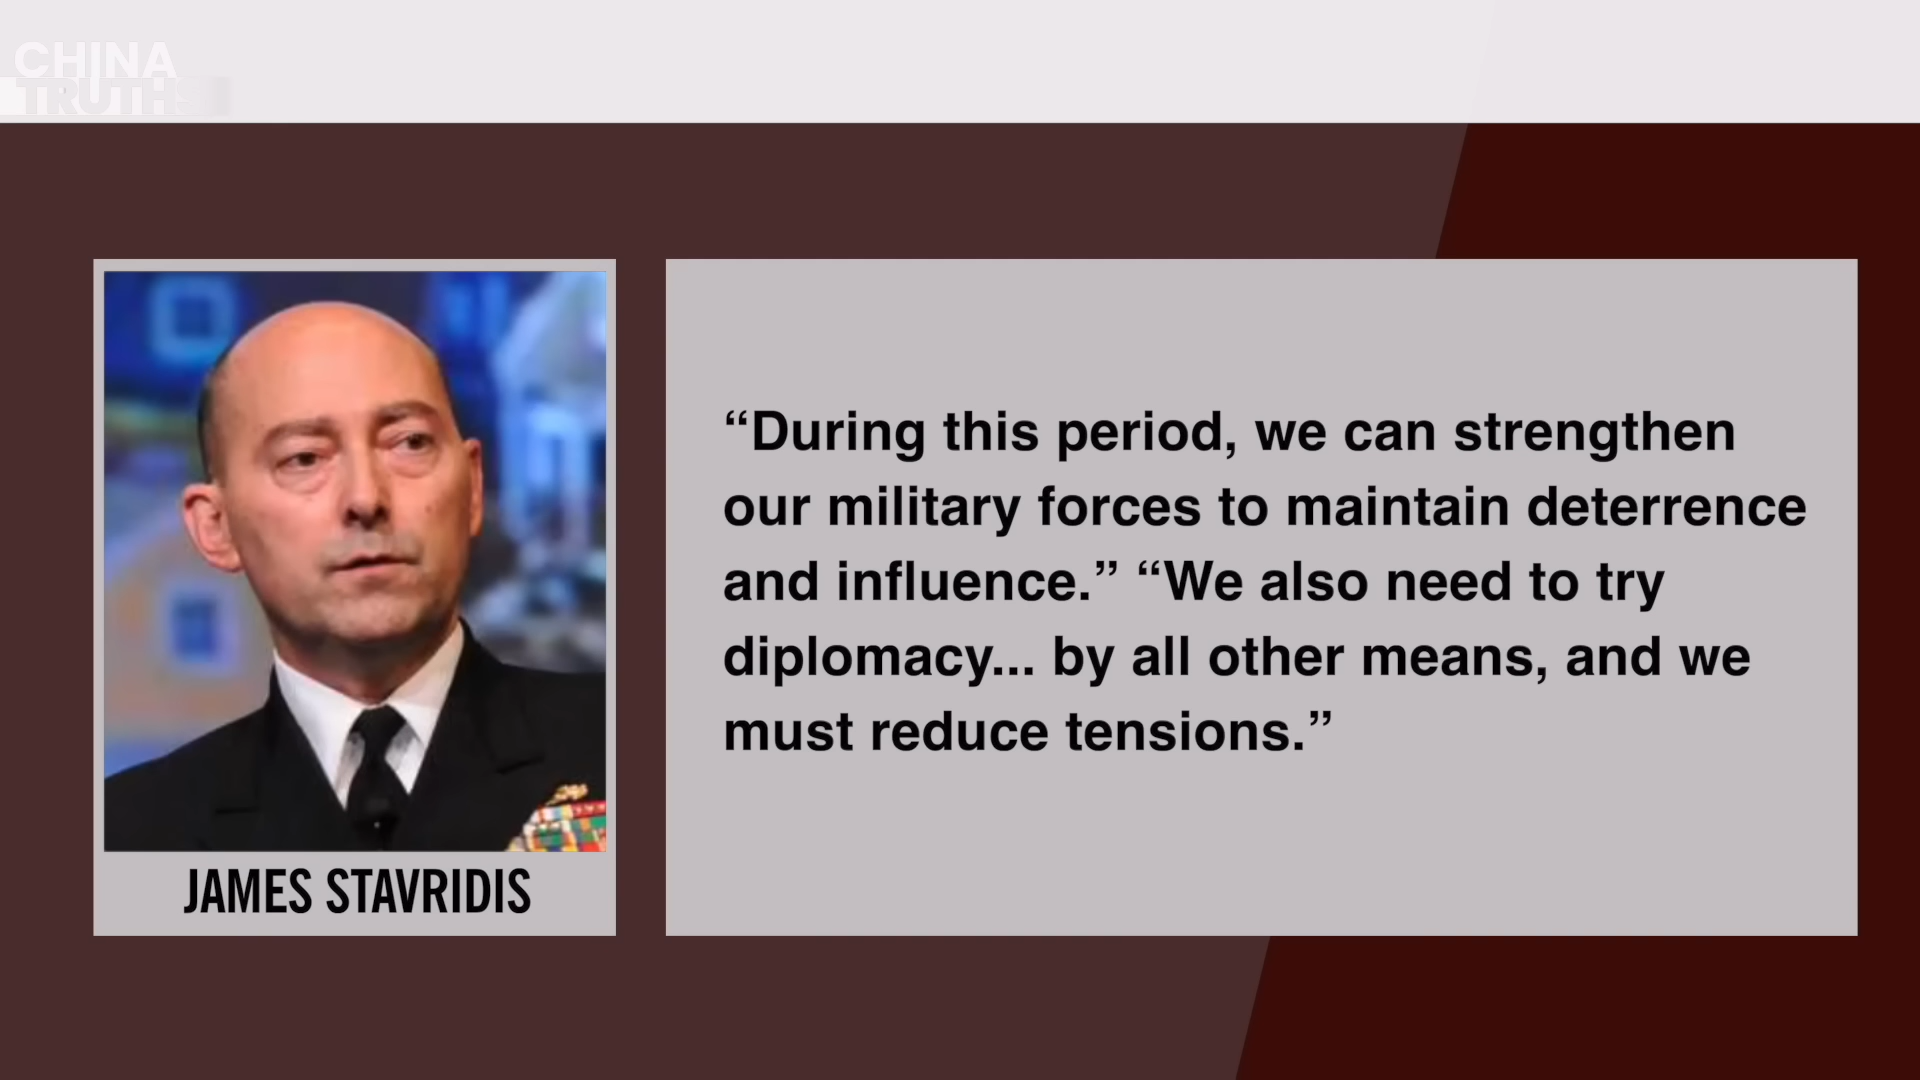 CHINA
TRUTHS
JAMES STAVRIDIS
“During this period, we can strengthen
our military forces to maintain deterrence
and influence.” “We also need to try
diplomacy... by all other means, and we
must reduce tensions.”